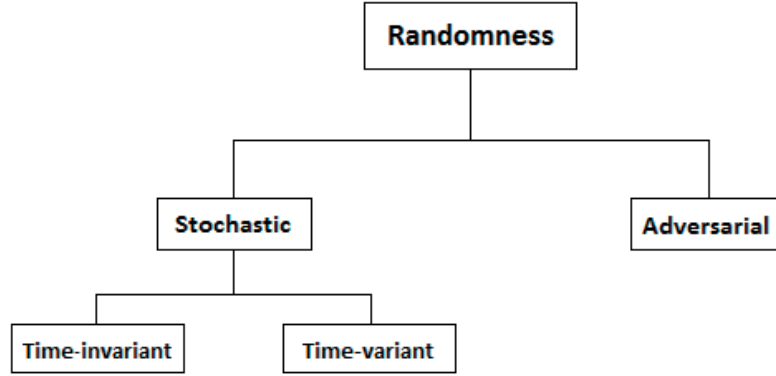 Randomness
Stochastic
Adversarial
Time-invariant
Time-variant